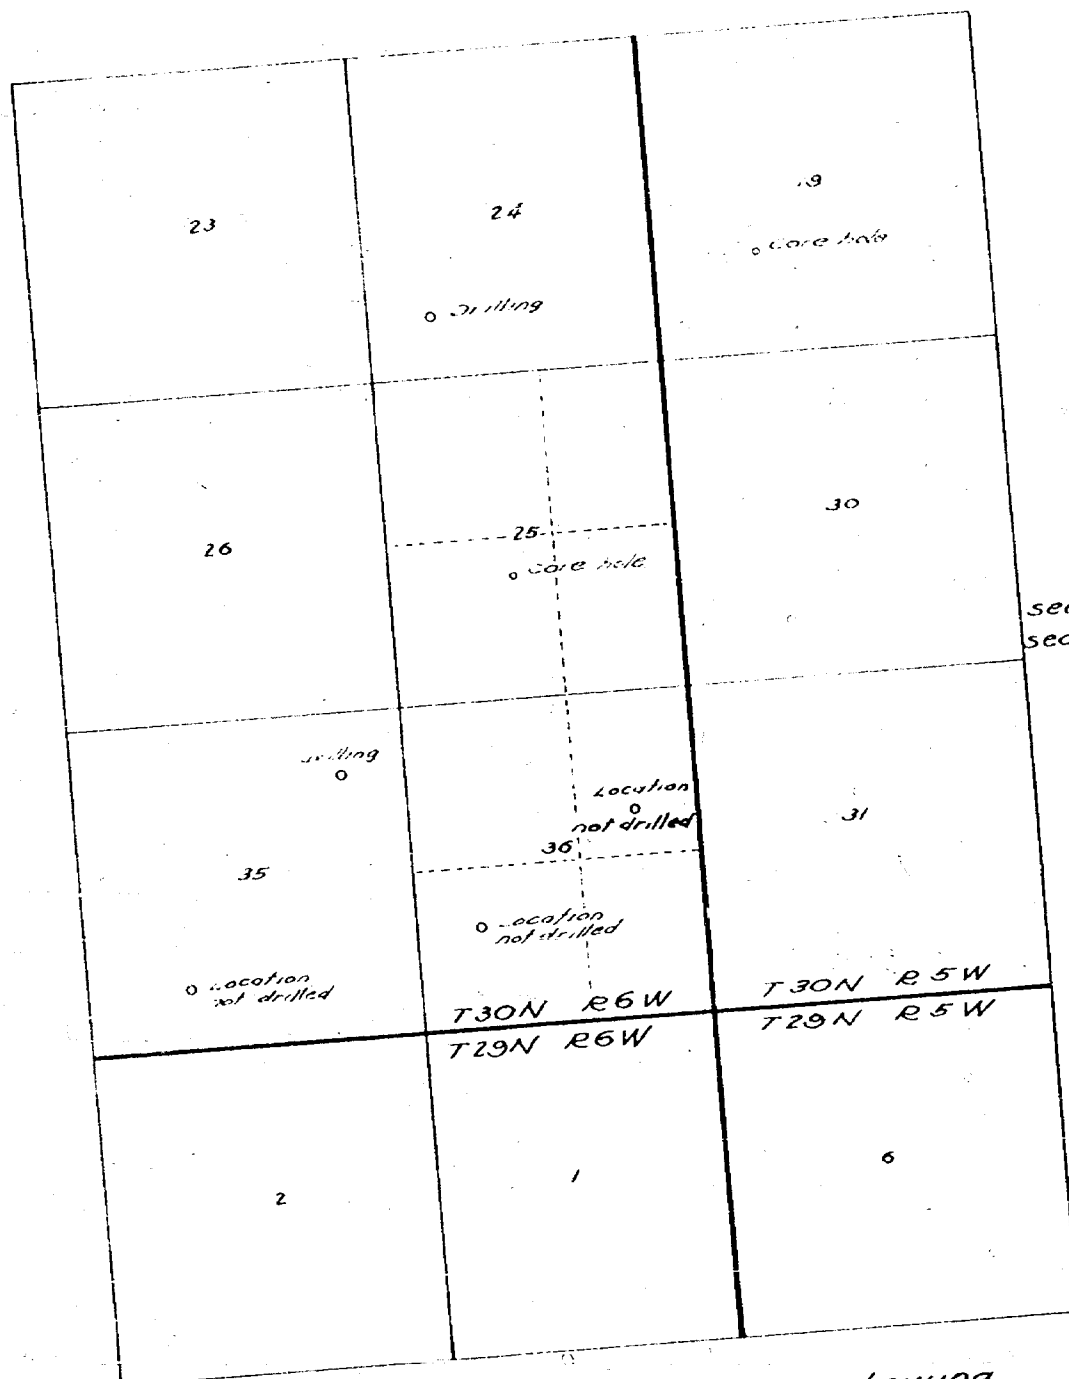 23
24
Core hole
Drilling
26
25
Core hole
30
drilling
Location
not drilled
31
35
36
Location
not drilled
Location
not drilled
T30N R6W
T30N R5W
T29N R6W
T29N R5W
2
1
6